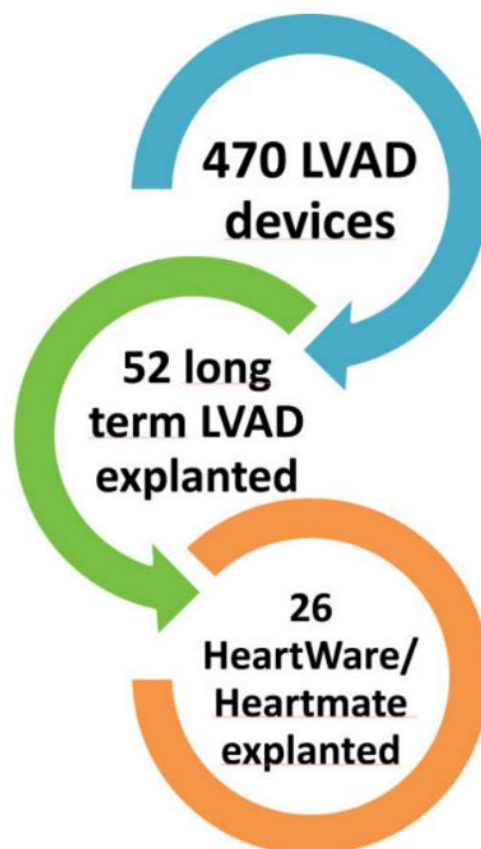 470 LVAD
devices
52 long
term LVAD
explanted
26
HeartWare/
Heartmate
explanted